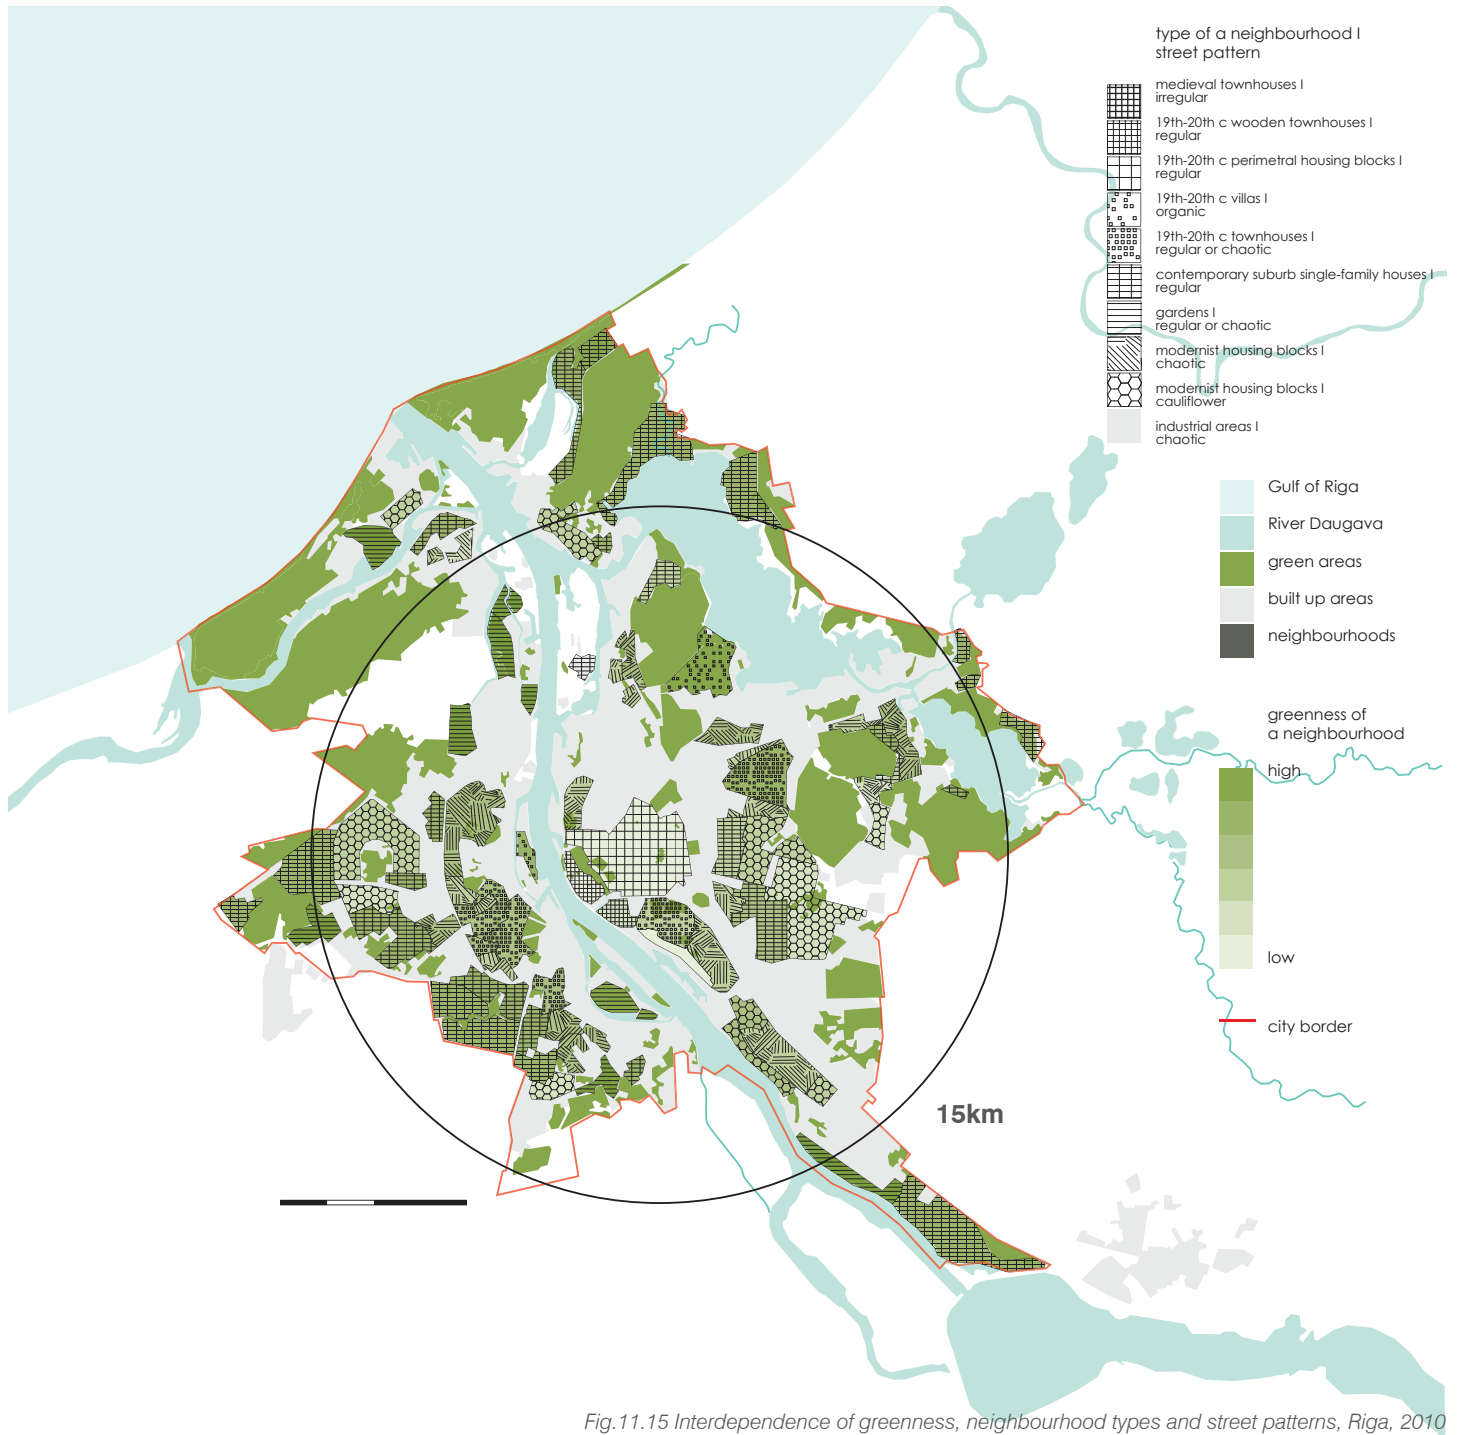 type of a neighbourhood I
street pattern
medieval townhouses I
irregular
19th-20th c wooden townhouses I
regular
19th-20th c perimetral housing blocks I
regular
19th-20th c villas I
organic
19th-20th c townhouses I
regular or chaotic
contemporary suburb single-family houses I
regular
gardens I
regular or chaotic
modernist housing blocks I
chaotic
modernist housing blocks I
cauliflower
industrial areas I
chaotic
Gulf of Riga
River Daugava
green areas
built up areas
neighbourhoods
greenness of
a neighbourhood
high
low
city border
15km
Fig.11.15 Interdependence of greenness, neighbourhood types and street patterns, Riga, 2010